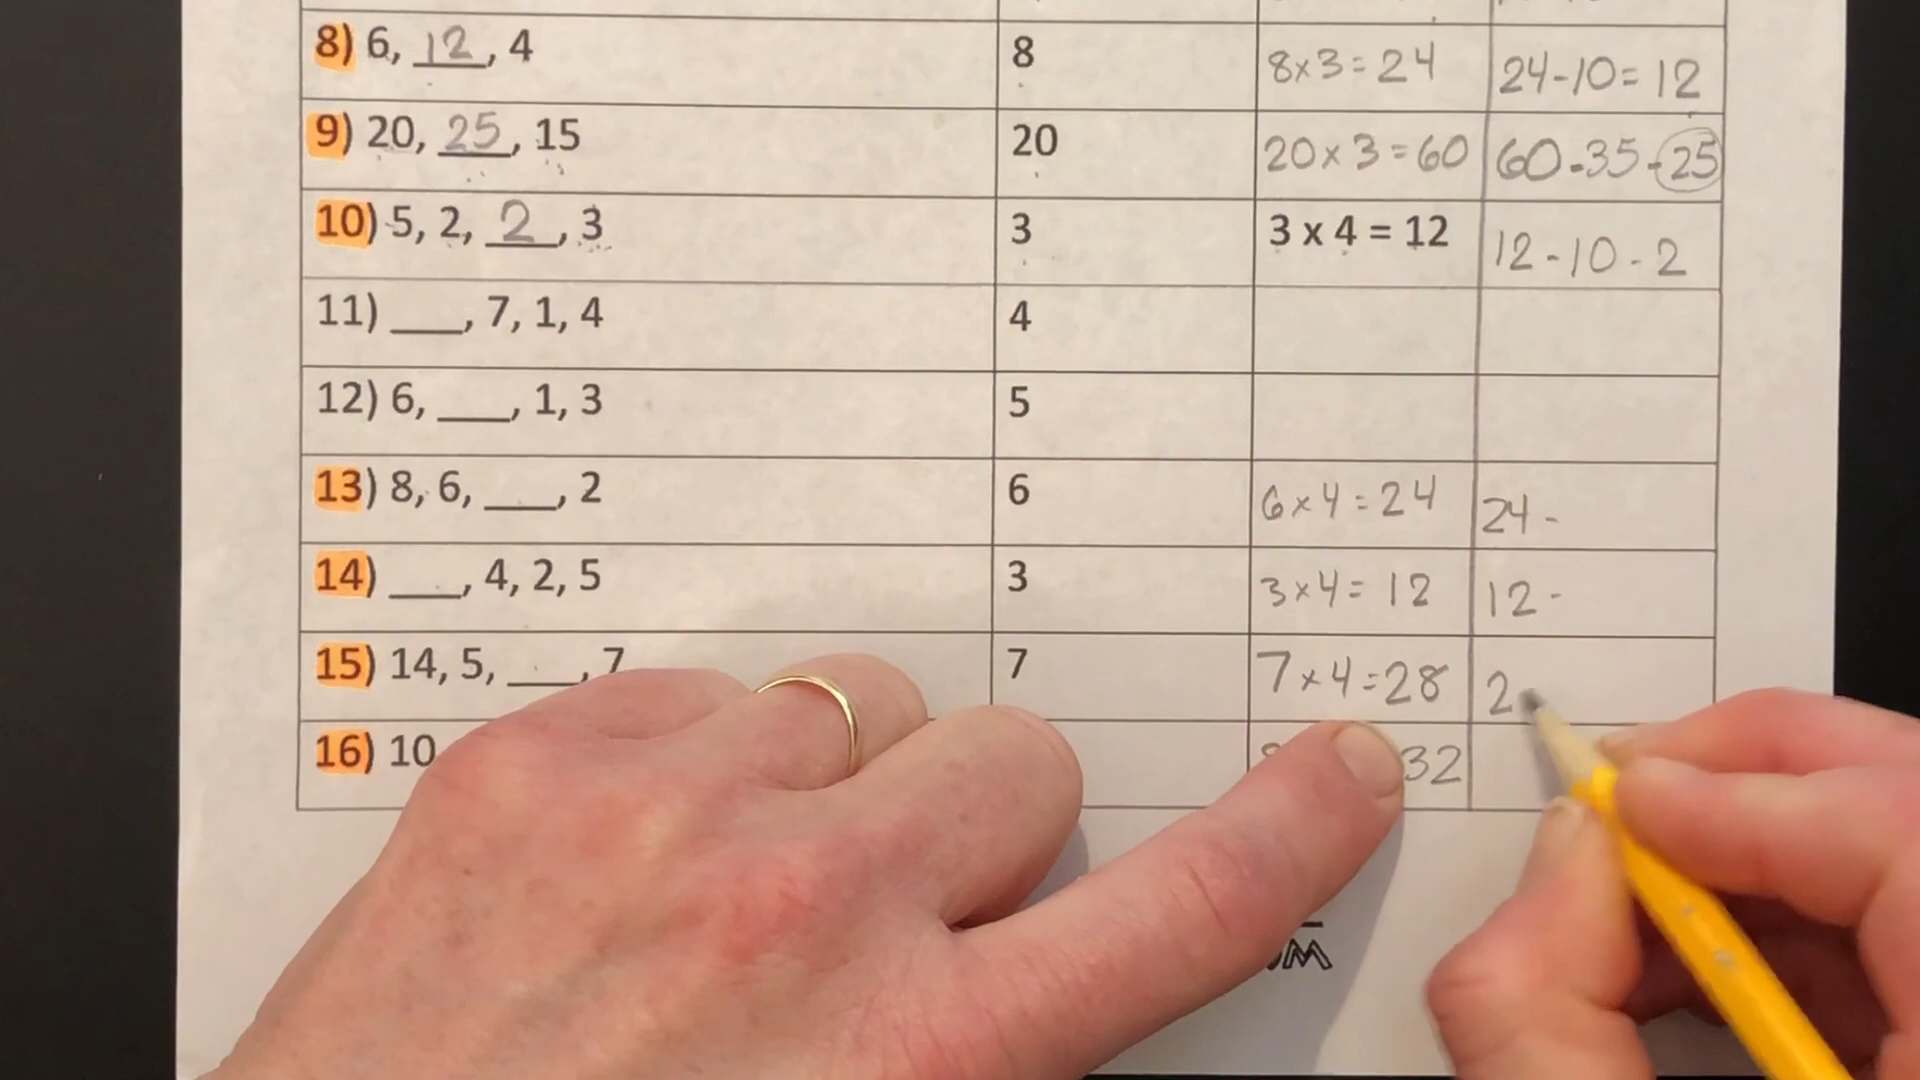 8) 6, 12, 4 8 8x3=24 24-10=12
9) 20, 25, 15 20 20x3=60 60-35-25
10) 5, 2, 2, 3 3 3 x 4 = 12 12-10-2
11) ___, 7, 1, 4 4
12) 6, ___, 1, 3 5
13) 8, 6, ___, 2 6 6x4=24 24-
14) ___, 4, 2, 5 3 3x4=12 12-
15) 14, 5, ___, 7 7 7x4=28 2
16) 10 32